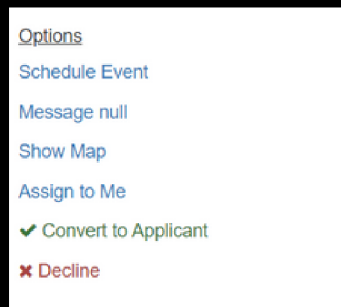 Options
Schedule Event
Message null
Show Map
Assign to Me
✔ Convert to Applicant
✖ Decline